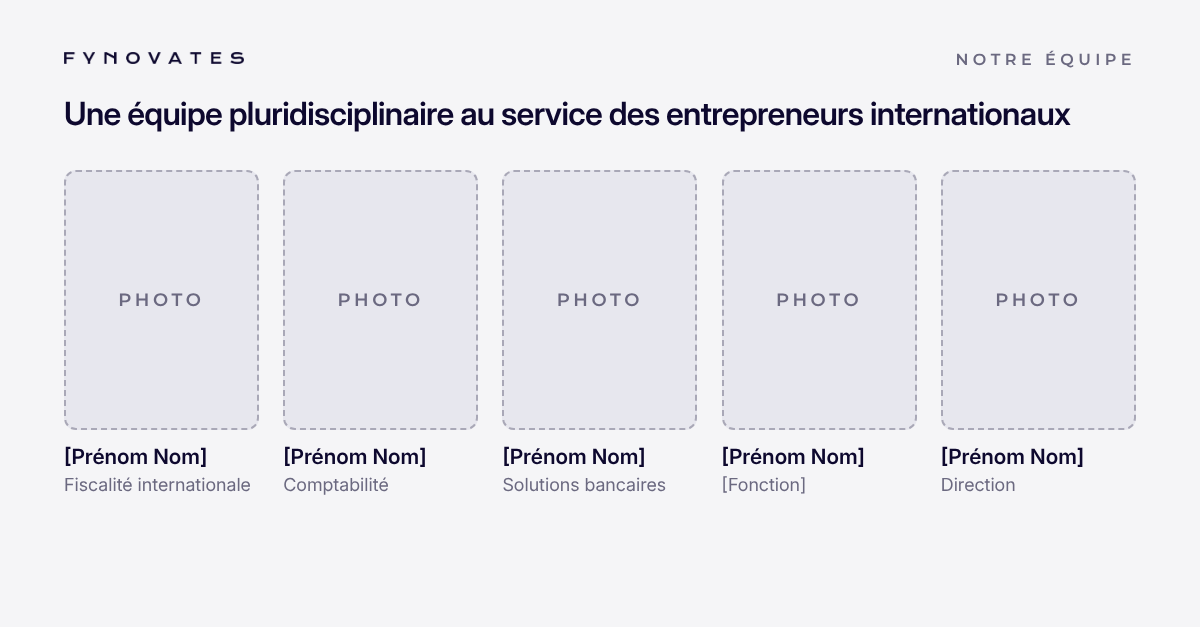 FYNOVATES
NOTRE ÉQUIPE
Une équipe pluridisciplinaire au service des entrepreneurs internationaux
PHOTO PHOTO PHOTO PHOTO PHOTO
[Prénom Nom] [Prénom Nom] [Prénom Nom] [Prénom Nom] [Prénom Nom]
Fiscalité internationale Comptabilité Solutions bancaires [Fonction] Direction